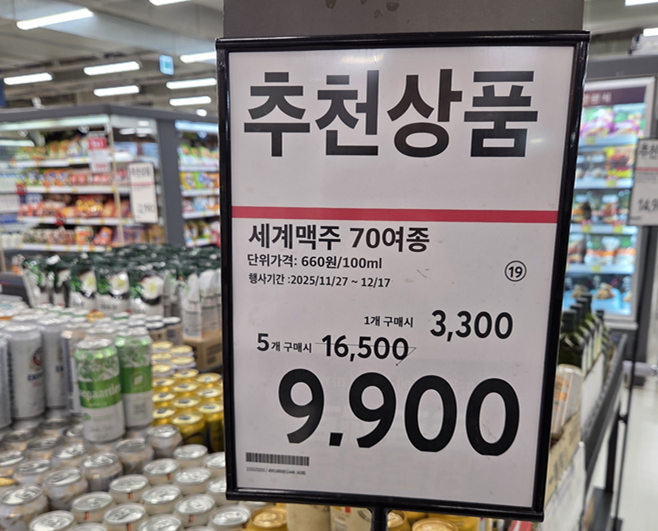 추천상품
세계맥주 70여종
단위가격: 660원/100ml
행사기간 :2025/11/27 ~ 12/17
19
1개 구매시 3,300
5개 구매시 16,500
9.900